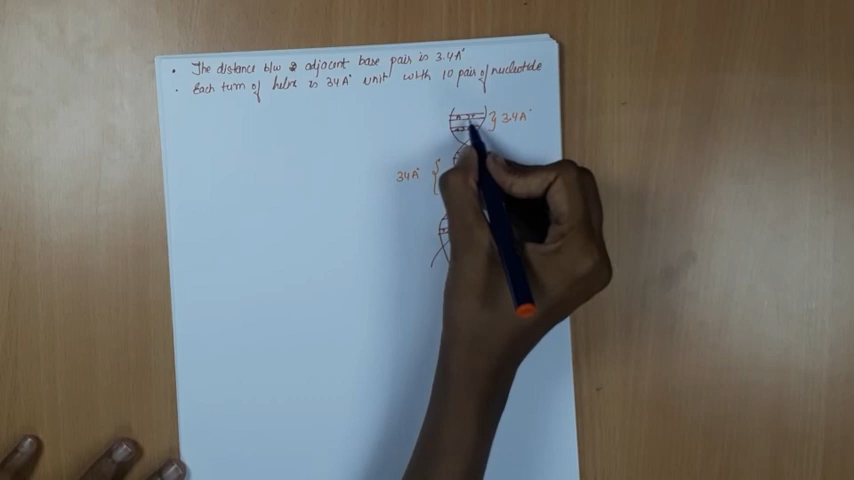 • The distance b/w 2 adjacent base pair is 3.4A°
• Each turn of helix is 34A° unit with 10 pair of nucleotide
3.4A°
34A°